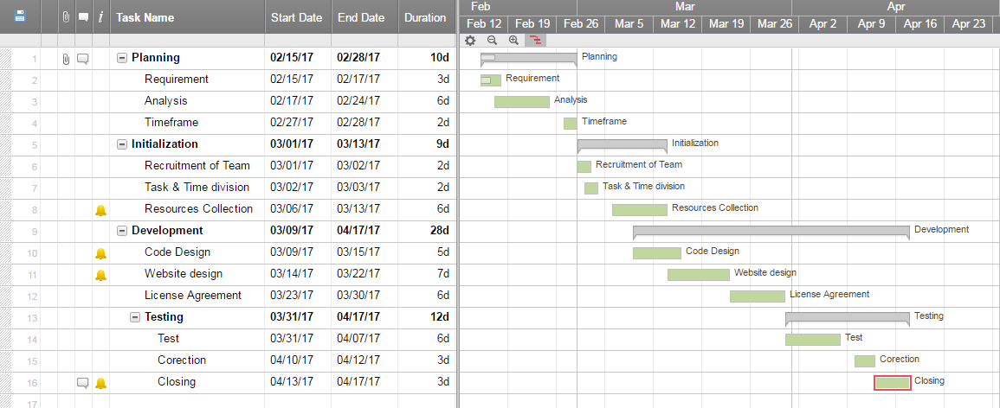 Feb Mar Apr
i Task Name Start Date End Date Duration Feb 12 Feb 19 Feb 26 Mar 5 Mar 12 Mar 19 Mar 26 Apr 2 Apr 9 Apr 16 Apr 23
1 Planning 02/15/17 02/28/17 10d Planning
2 Requirement 02/15/17 02/17/17 3d Requirement
3 Analysis 02/17/17 02/24/17 6d Analysis
4 Timeframe 02/27/17 02/28/17 2d Timeframe
5 Initialization 03/01/17 03/13/17 9d Initialization
6 Recruitment of Team 03/01/17 03/02/17 2d Recruitment of Team
7 Task & Time division 03/02/17 03/03/17 2d Task & Time division
8 Resources Collection 03/06/17 03/13/17 6d Resources Collection
9 Development 03/09/17 04/17/17 28d Development
10 Code Design 03/09/17 03/15/17 5d Code Design
11 Website design 03/14/17 03/22/17 7d Website design
12 License Agreement 03/23/17 03/30/17 6d License Agreement
13 Testing 03/31/17 04/17/17 12d Testing
14 Test 03/31/17 04/07/17 6d Test
15 Corection 04/10/17 04/12/17 3d Corection
16 Closing 04/13/17 04/17/17 3d Closing
17